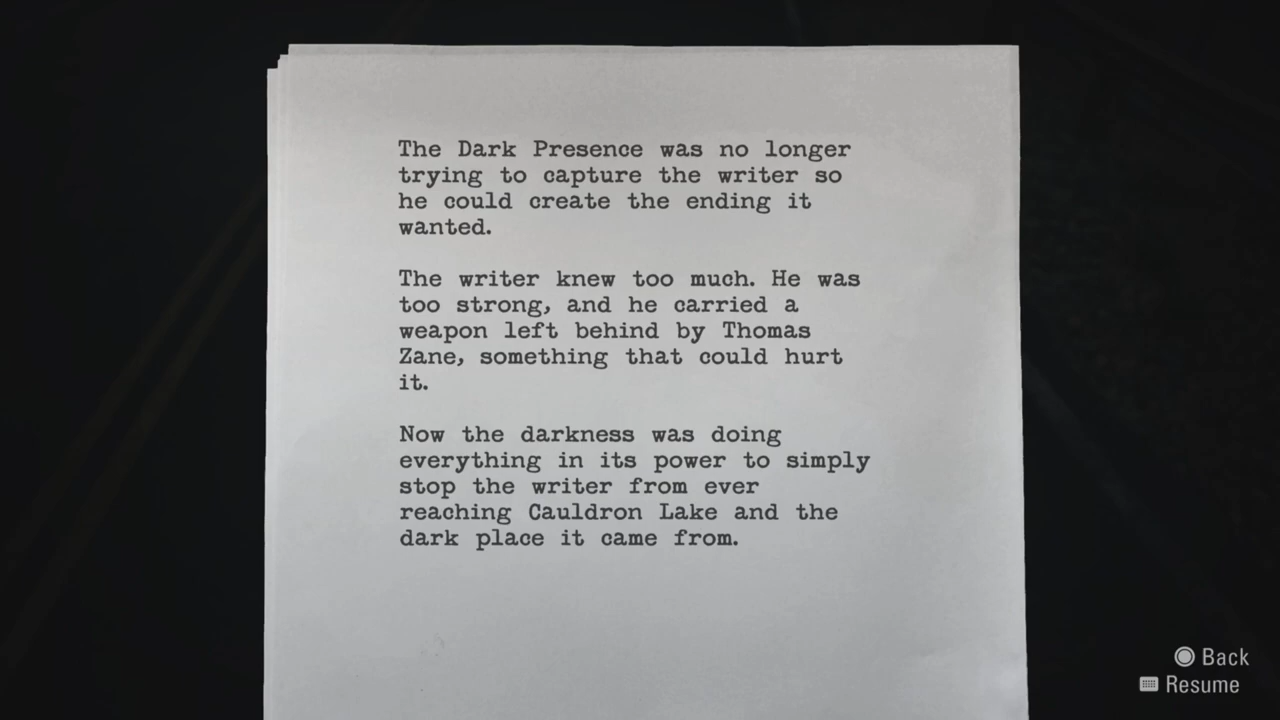 The Dark Presence was no longer
trying to capture the writer so
he could create the ending it
wanted.
The writer knew too much. He was
too strong, and he carried a
weapon left behind by Thomas
Zane, something that could hurt
it.
Now the darkness was doing
everything in its power to simply
stop the writer from ever
reaching Cauldron Lake and the
dark place it came from.
Back
Resume